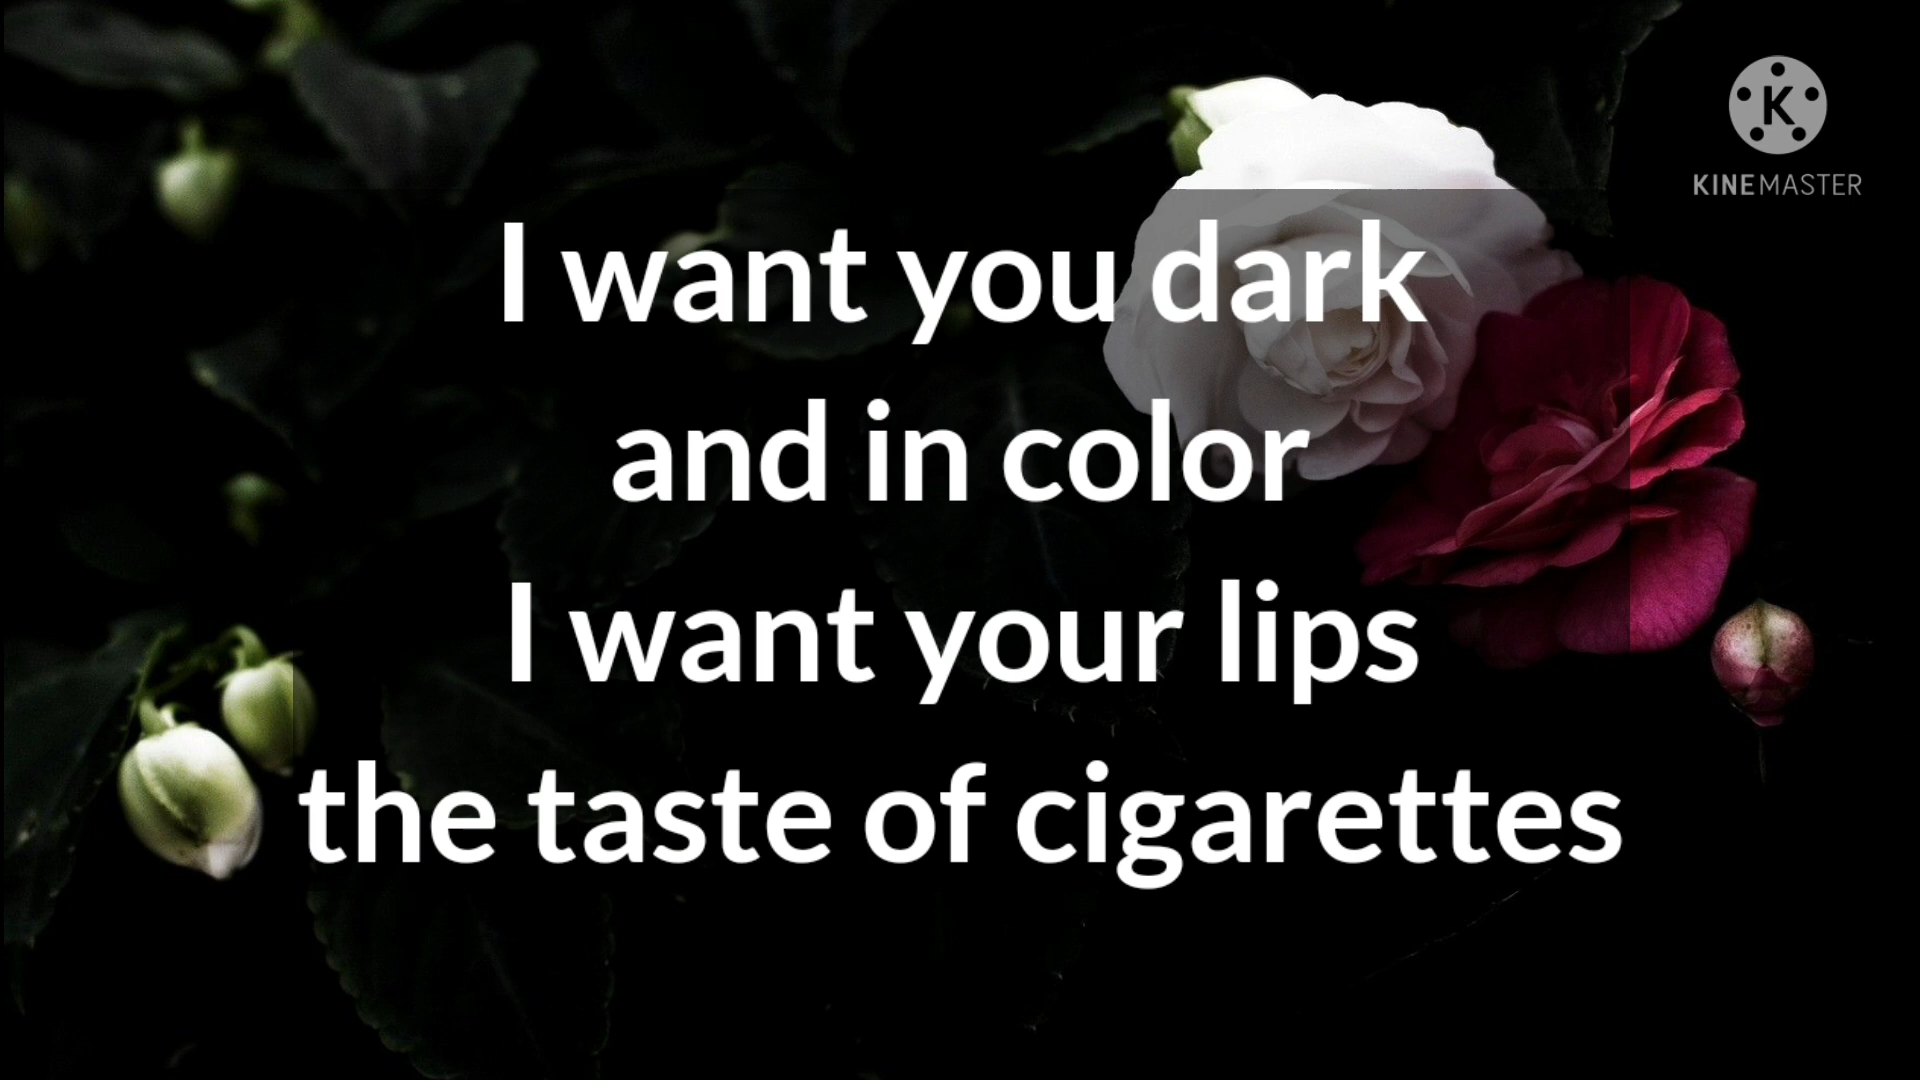 K
KINEMASTER
I want you dark
and in color
I want your lips
the taste of cigarettes